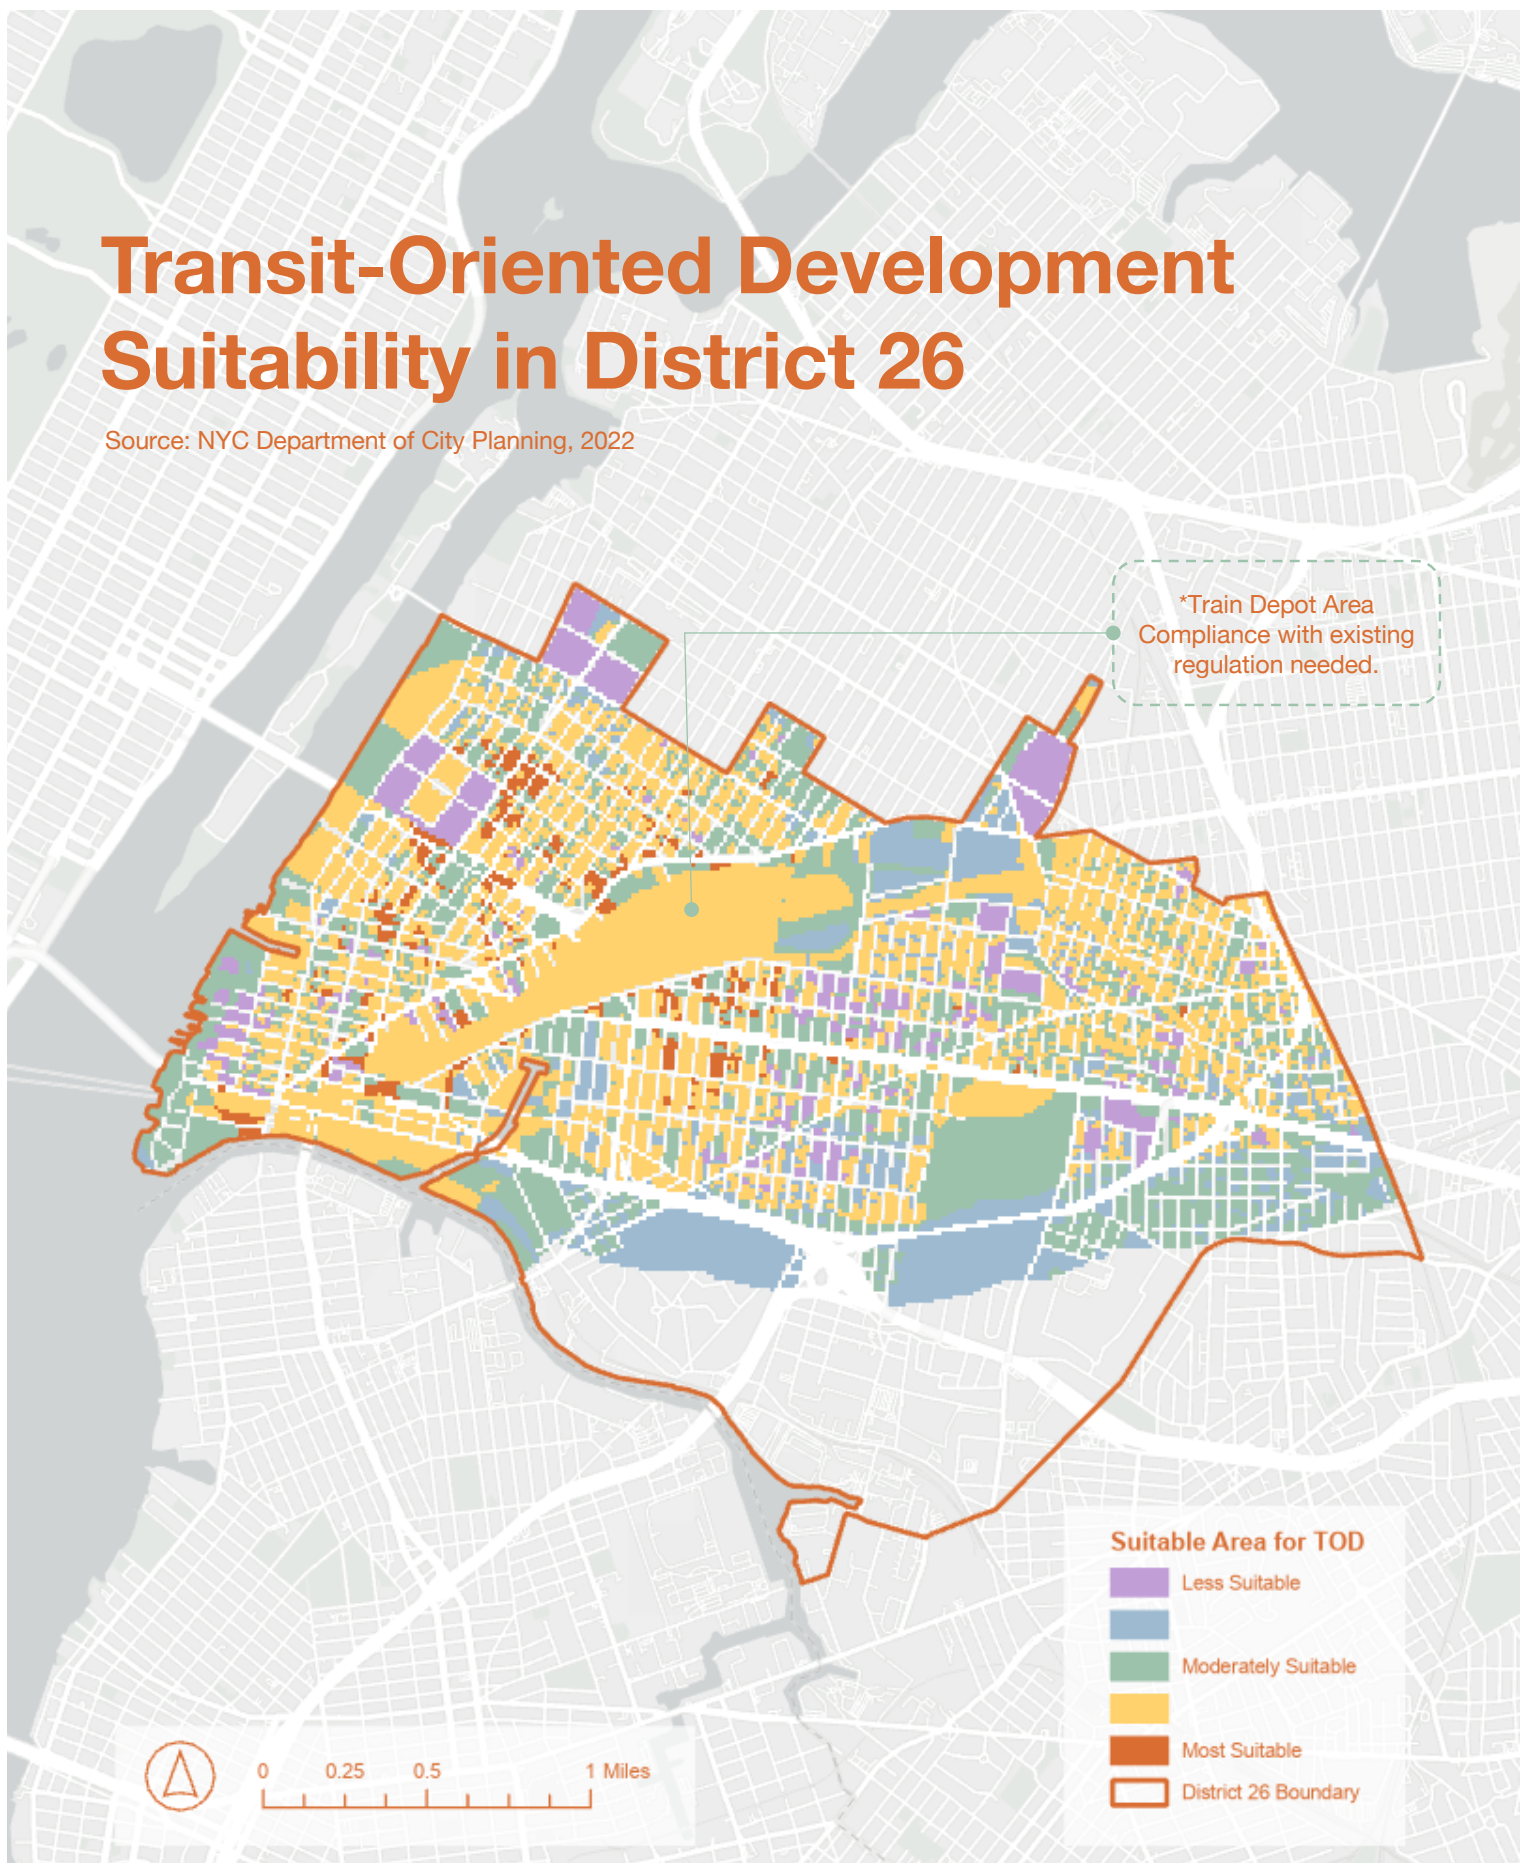 Transit-Oriented Development
Suitability in District 26
Source: NYC Department of City Planning, 2022
*Train Depot Area
Compliance with existing
regulation needed.
Suitable Area for TOD
Less Suitable
Moderately Suitable
Most Suitable
District 26 Boundary
0 0.25 0.5 1 Miles